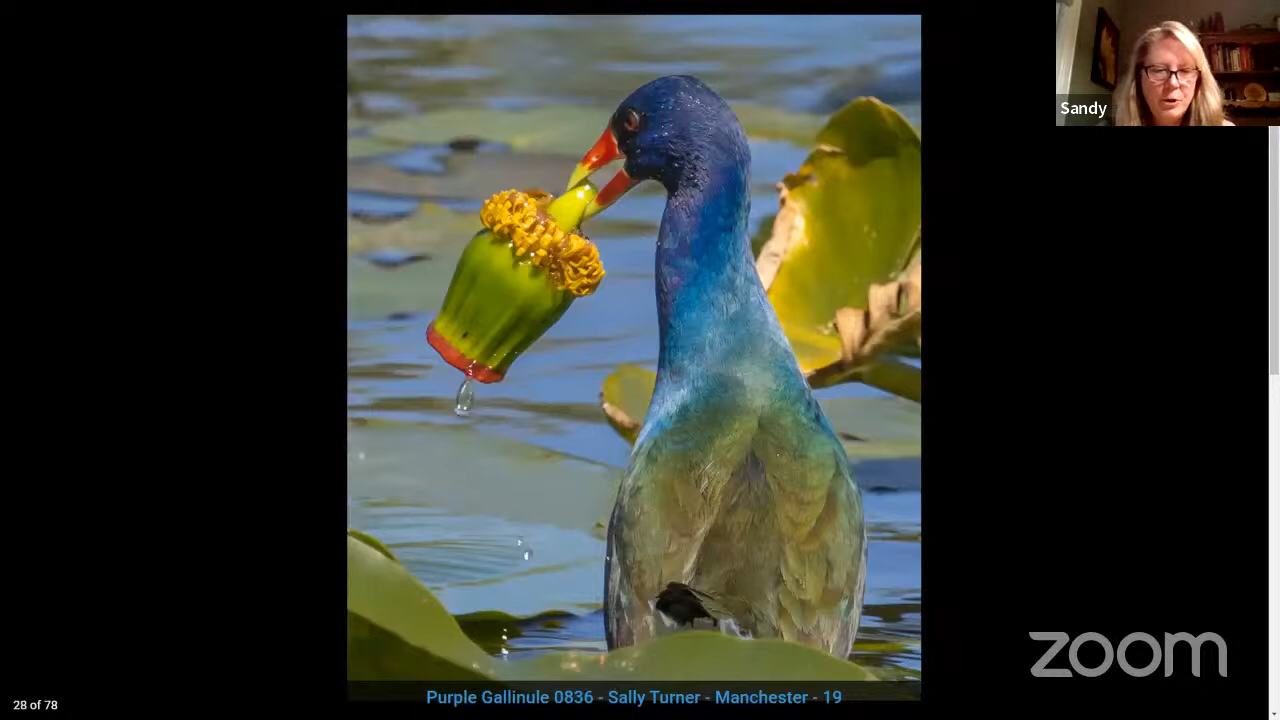 Sandy
zoom
Purple Gallinule 0836 - Sally Turner - Manchester - 19
28 of 78